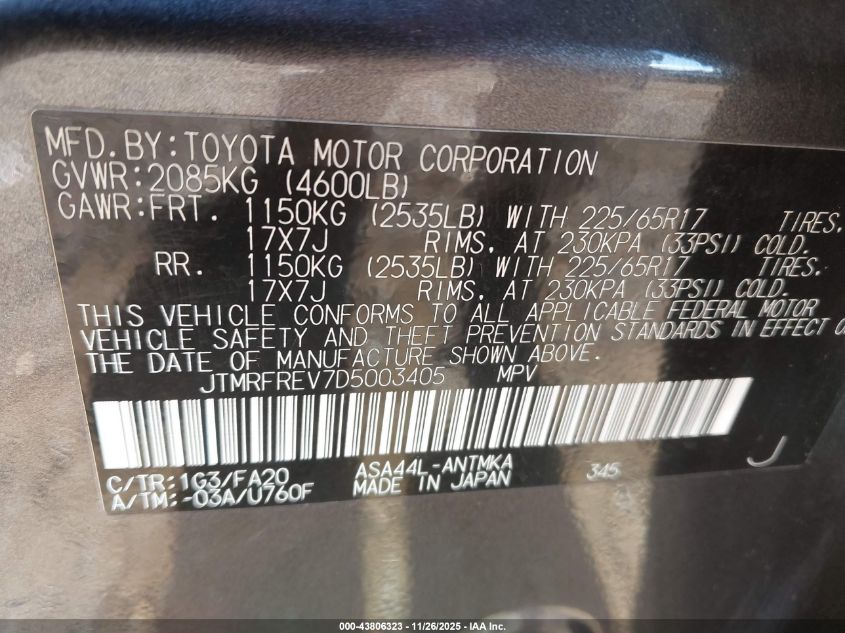 MFD.BY:TOYOTA MOTOR CORPORATION
GVWR:2085KG (4600LB)
GAWR:FRT. 1150KG (2535LB) WITH 225/65R17 TIRES,
17X7J RIMS, AT 230KPA (33PSI) COLD.
RR. 1150KG (2535LB) WITH 225/65R17 TIRES,
17X7J RIMS, AT 230KPA (33PSI) COLD.
THIS VEHICLE CONFORMS TO ALL APPLICABLE FEDERAL MOTOR
VEHICLE SAFETY AND THEFT PREVENTION STANDARDS IN EFFECT
THE DATE OF MANUFACTURE SHOWN ABOVE.
JTMRFREV7D5003405 MPV
C/TR:1G3/FA20 ASA44L-ANTMKA 345 J
A/TM:-03A/U760F MADE IN JAPAN
000-43806323 - 11/26/2025 - IAA Inc.